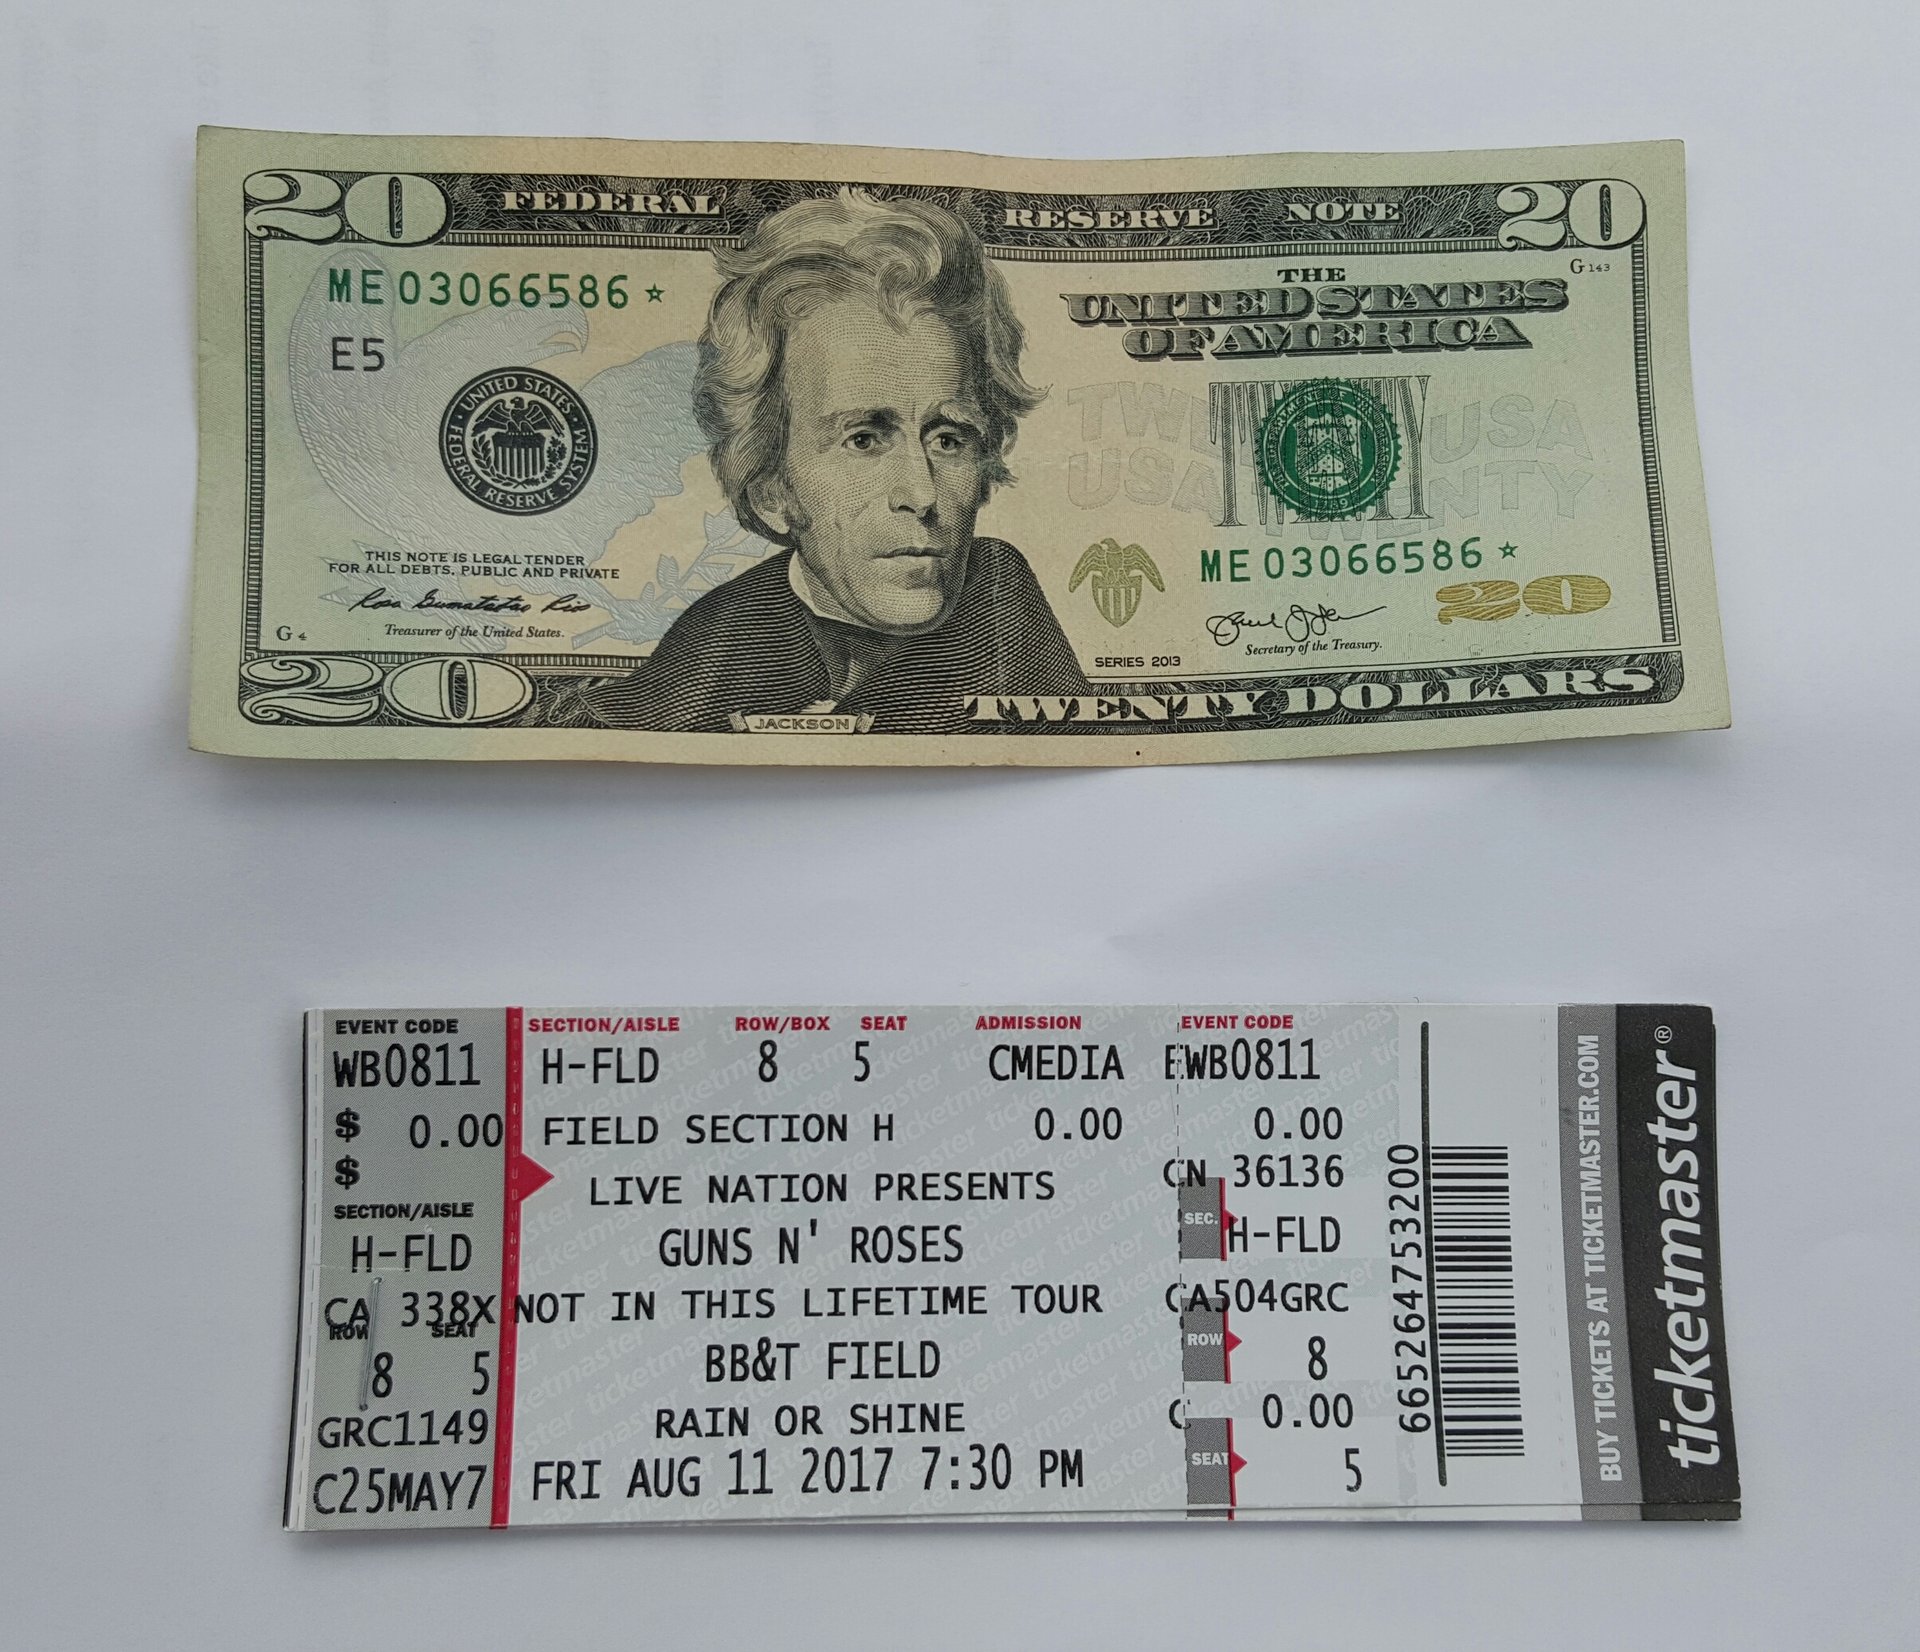 20 FEDERAL RESERVE NOTE 20
ME 03066586 ★
E5
G 143
THE
UNITED STATES
OF AMERICA
UNITED STATES FEDERAL RESERVE SYSTEM
TWENTY USA
USA TWENTY
THIS NOTE IS LEGAL TENDER
FOR ALL DEBTS, PUBLIC AND PRIVATE
ME 03066586 ★
20
G 4
Treasurer of the United States.
Secretary of the Treasury.
SERIES 2013
20 JACKSON TWENTY DOLLARS
EVENT CODE SECTION/AISLE ROW/BOX SEAT ADMISSION EVENT CODE
WB0811 H-FLD 8 5 CMEDIA EWB0811
$ 0.00 FIELD SECTION H 0.00 0.00
$ LIVE NATION PRESENTS CN 36136
SECTION/AISLE
H-FLD GUNS N' ROSES SEC. H-FLD
CA 338X NOT IN THIS LIFETIME TOUR CA504GRC
ROW SEAT
8 5 BB&T FIELD ROW 8
GRC1149 RAIN OR SHINE C 0.00
C25MAY7 FRI AUG 11 2017 7:30 PM SEAT 5
665264753200
BUY TICKETS AT TICKETMASTER.COM
ticketmaster®